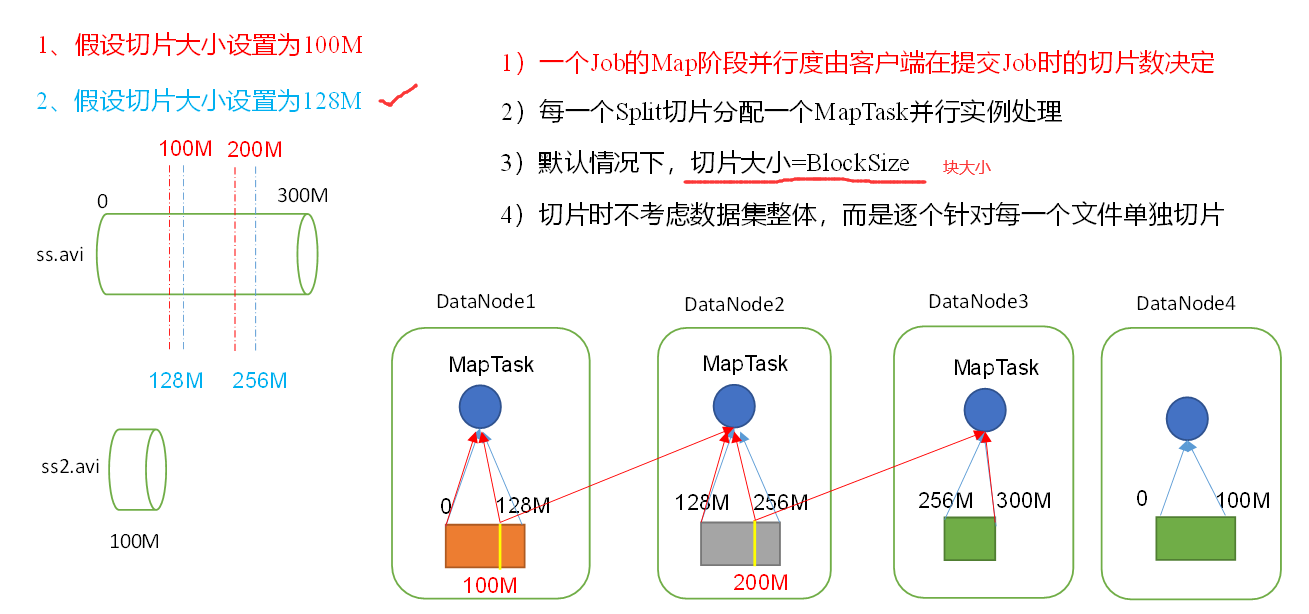 1、假设切片大小设置为100M
2、假设切片大小设置为128M
1）一个Job的Map阶段并行度由客户端在提交Job时的切片数决定
2）每一个Split切片分配一个MapTask并行实例处理
3）默认情况下，切片大小=BlockSize 块大小
4）切片时不考虑数据集整体，而是逐个针对每一个文件单独切片
100M 200M
0 300M
ss.avi
128M 256M
ss2.avi
100M
DataNode1 DataNode2 DataNode3 DataNode4
MapTask MapTask MapTask
0 128M 128M 256M 256M 300M 0 100M
100M 200M